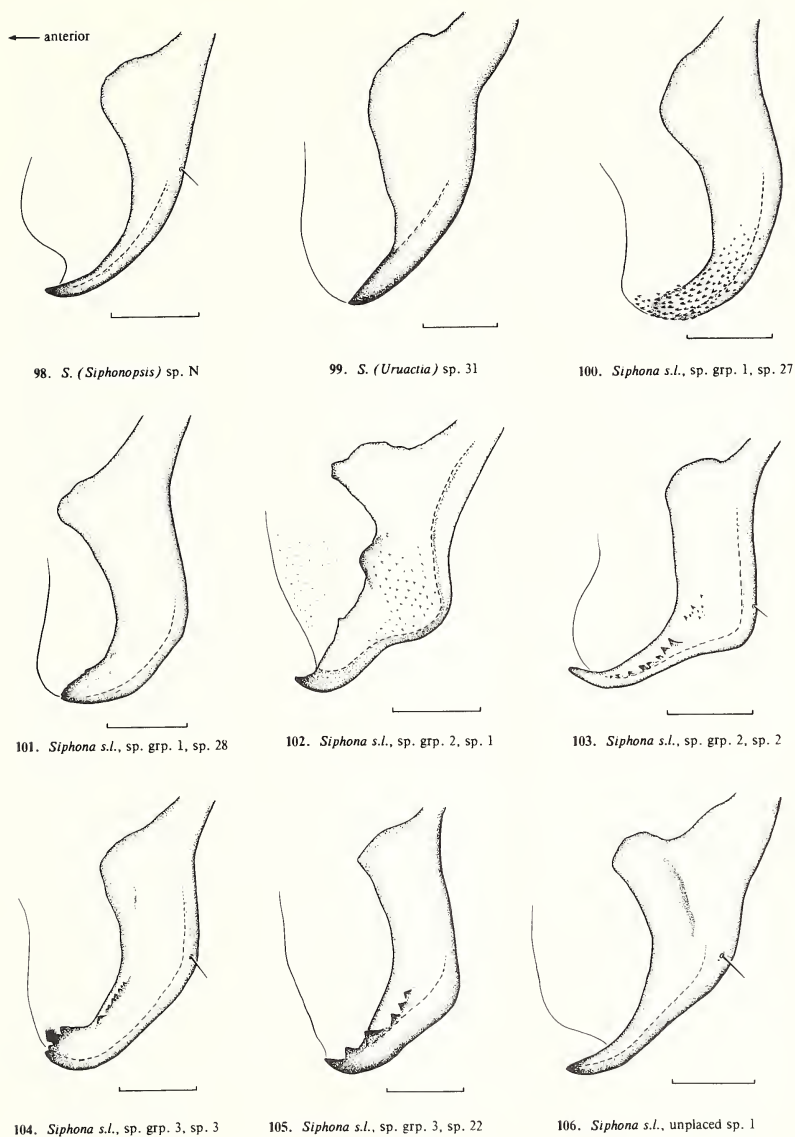 anterior
98. S. (Siphonopsis) sp. N
99. S. (Uruactia) sp. 31
100. Siphona s.l., sp. grp. 1, sp. 27
101. Siphona s.l., sp. grp. 1, sp. 28
102. Siphona s.l., sp. grp. 2, sp. 1
103. Siphona s.l., sp. grp. 2, sp. 2
104. Siphona s.l., sp. grp. 3, sp. 3
105. Siphona s.l., sp. grp. 3, sp. 22
106. Siphona s.l., unplaced sp. 1